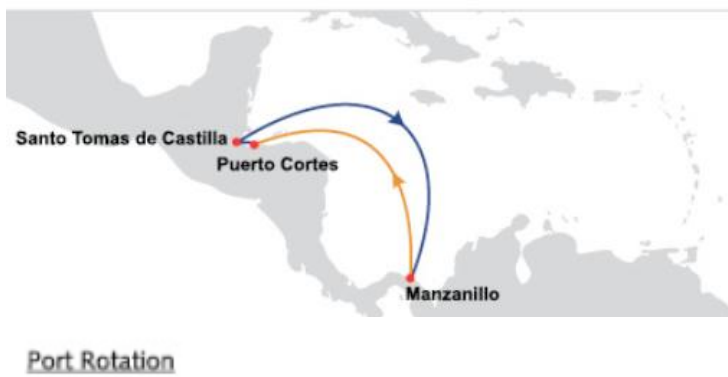 Santo Tomas de Castilla
Puerto Cortes
Manzanillo
Port Rotation